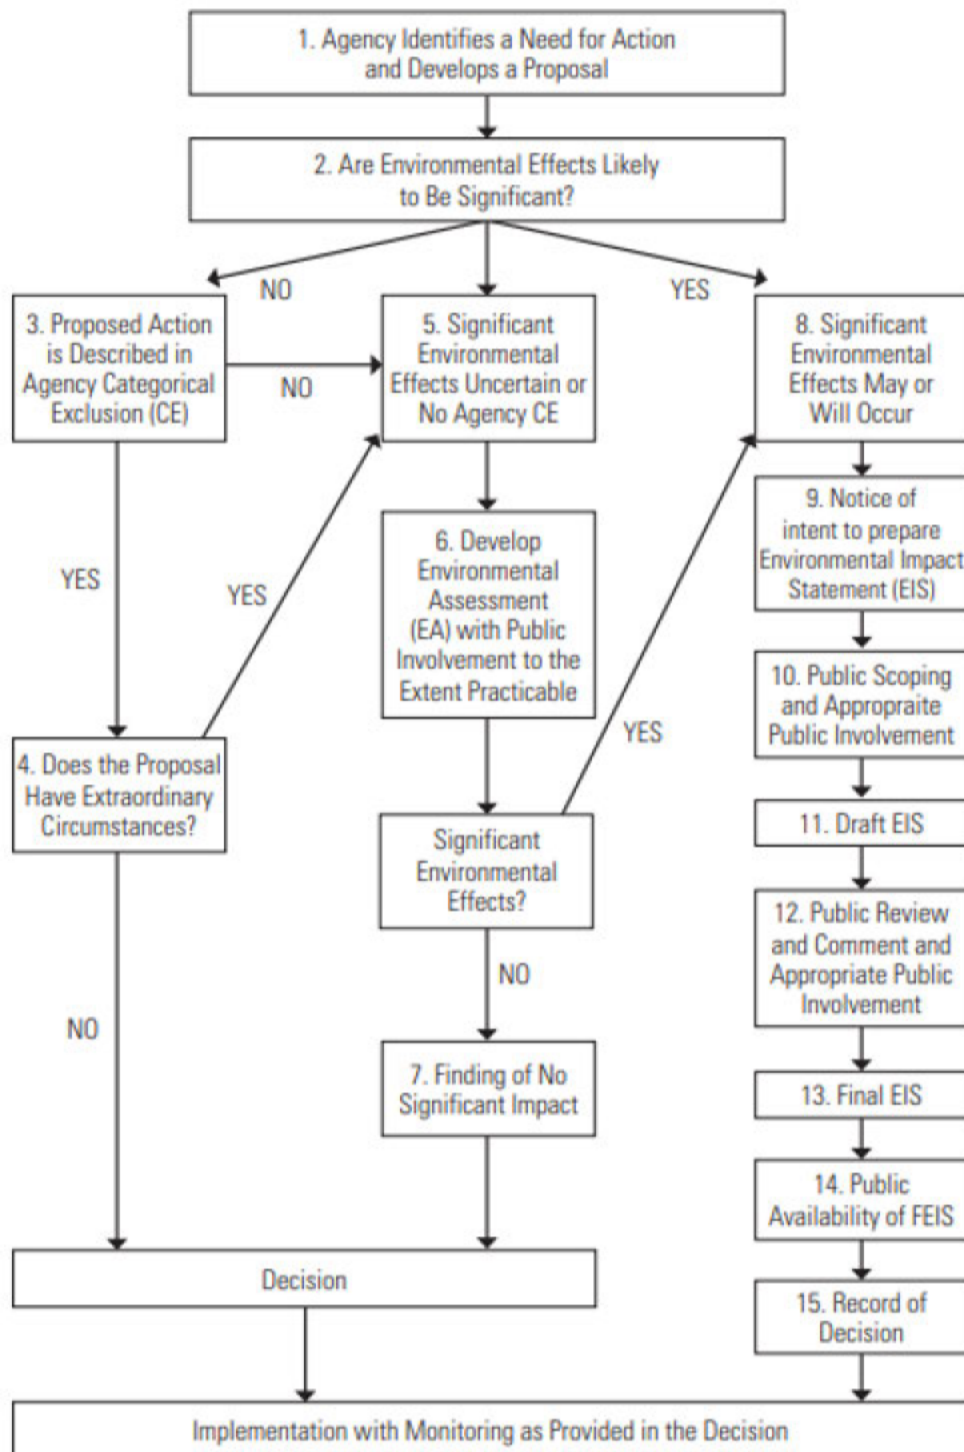 1. Agency Identifies a Need for Action
and Develops a Proposal
2. Are Environmental Effects Likely
to Be Significant?
NO
YES
3. Proposed Action
is Described in
Agency Categorical
Exclusion (CE)
NO
5. Significant
Environmental
Effects Uncertain or
No Agency CE
8. Significant
Environmental
Effects May or
Will Occur
YES
YES
6. Develop
Environmental
Assessment
(EA) with Public
Involvement to the
Extent Practicable
YES
9. Notice of
intent to prepare
Environmental Impact
Statement (EIS)
10. Public Scoping
and Appropraite
Public Involvement
4. Does the Proposal
Have Extraordinary
Circumstances?
Significant
Environmental
Effects?
11. Draft EIS
12. Public Review
and Comment and
Appropriate Public
Involvement
NO
NO
7. Finding of No
Significant Impact
13. Final EIS
14. Public
Availability of FEIS
Decision
15. Record of
Decision
Implementation with Monitoring as Provided in the Decision